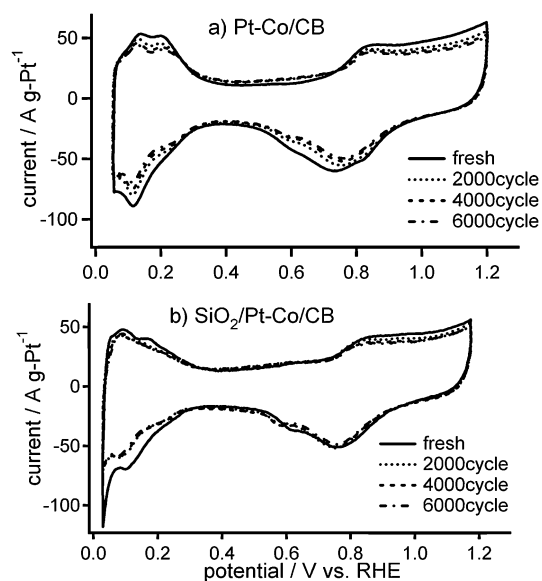 a) Pt-Co/CB
current / A g-Pt⁻¹
50
0
-50
-100
fresh
2000cycle
4000cycle
6000cycle
0.0 0.2 0.4 0.6 0.8 1.0 1.2
b) SiO₂/Pt-Co/CB
current / A g-Pt⁻¹
50
0
-50
-100
fresh
2000cycle
4000cycle
6000cycle
0.0 0.2 0.4 0.6 0.8 1.0 1.2
potential / V vs. RHE